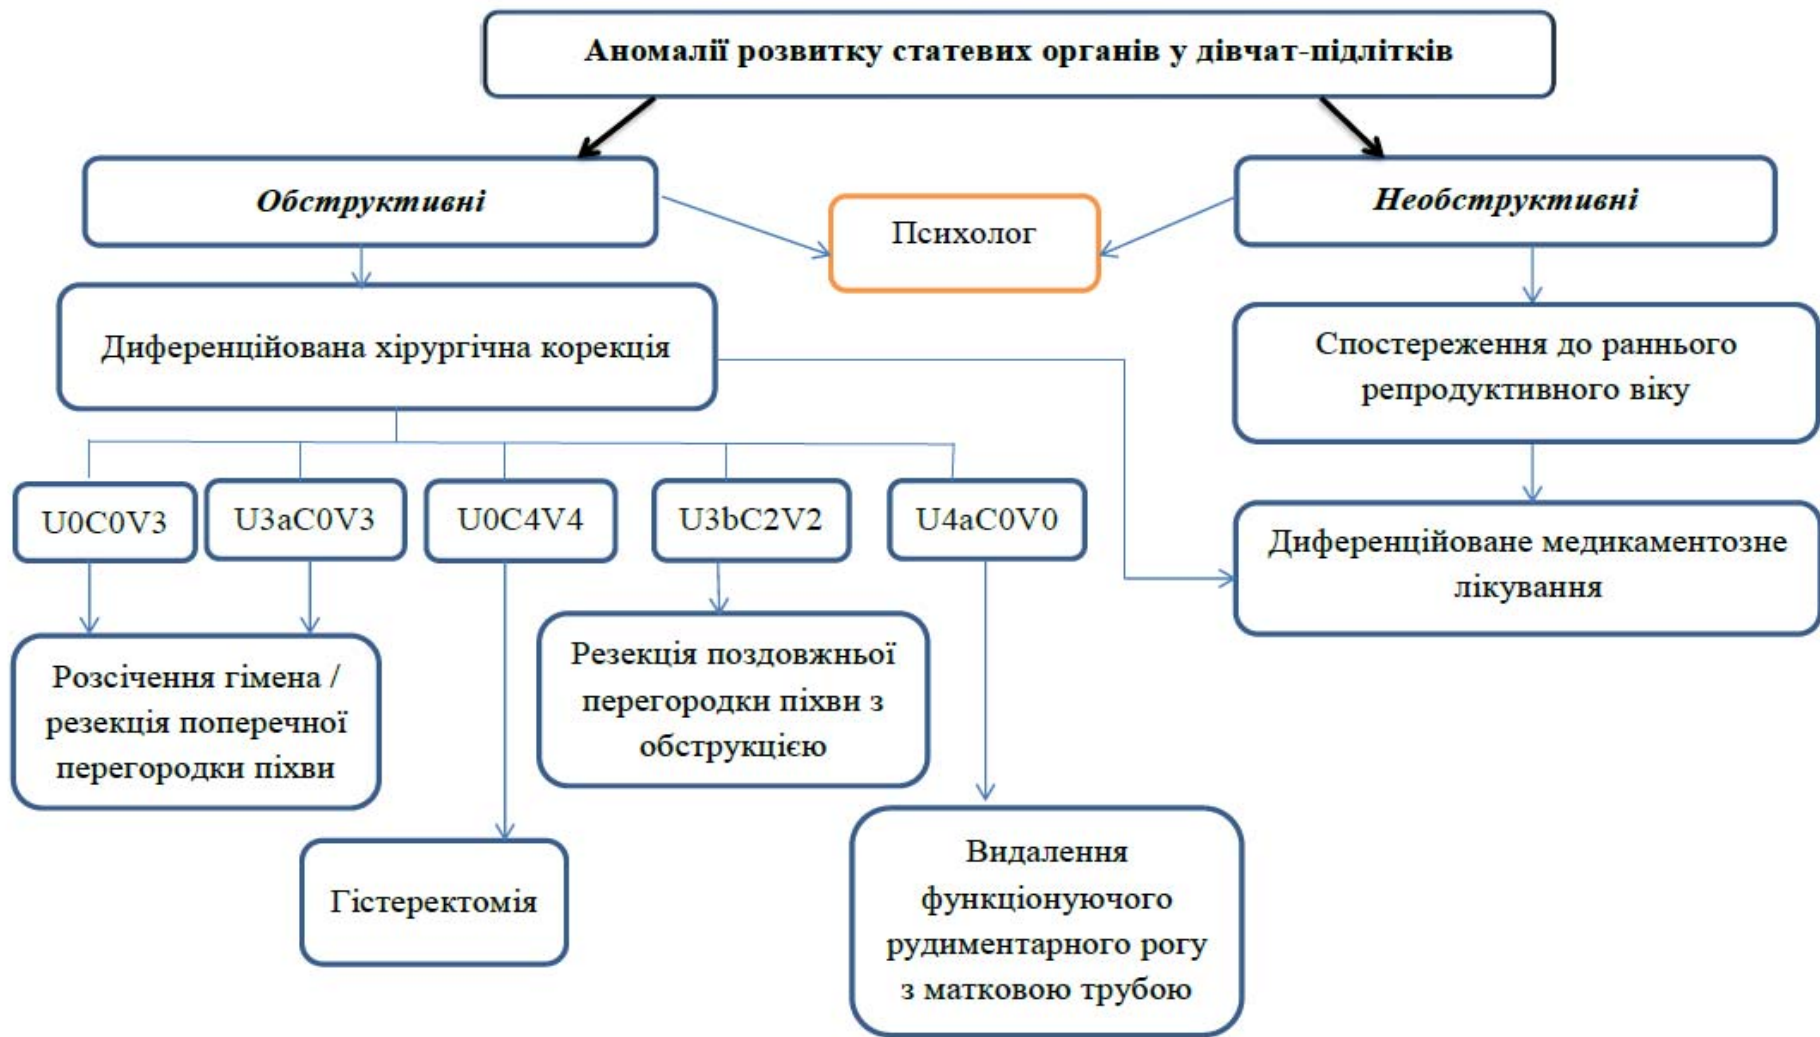 Аномалії розвитку статевих органів у дівчат-підлітків
Обструктивні
Психолог
Необструктивні
Диференційована хірургічна корекція
Спостереження до раннього
репродуктивного віку
U0C0V3
U3aC0V3
U0C4V4
U3bC2V2
U4aC0V0
Диференційоване медикаментозне
лікування
Розсічення гімена /
резекція поперечної
перегородки піхви
Резекція поздовжньої
перегородки піхви з
обструкцією
Гістеректомія
Видалення
функціонуючого
рудиментарного рогу
з матковою трубою